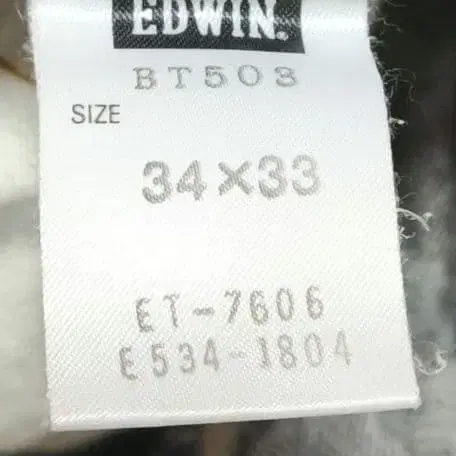 EDWIN.
BT503
SIZE
34×33
ET-7606
E534-1804